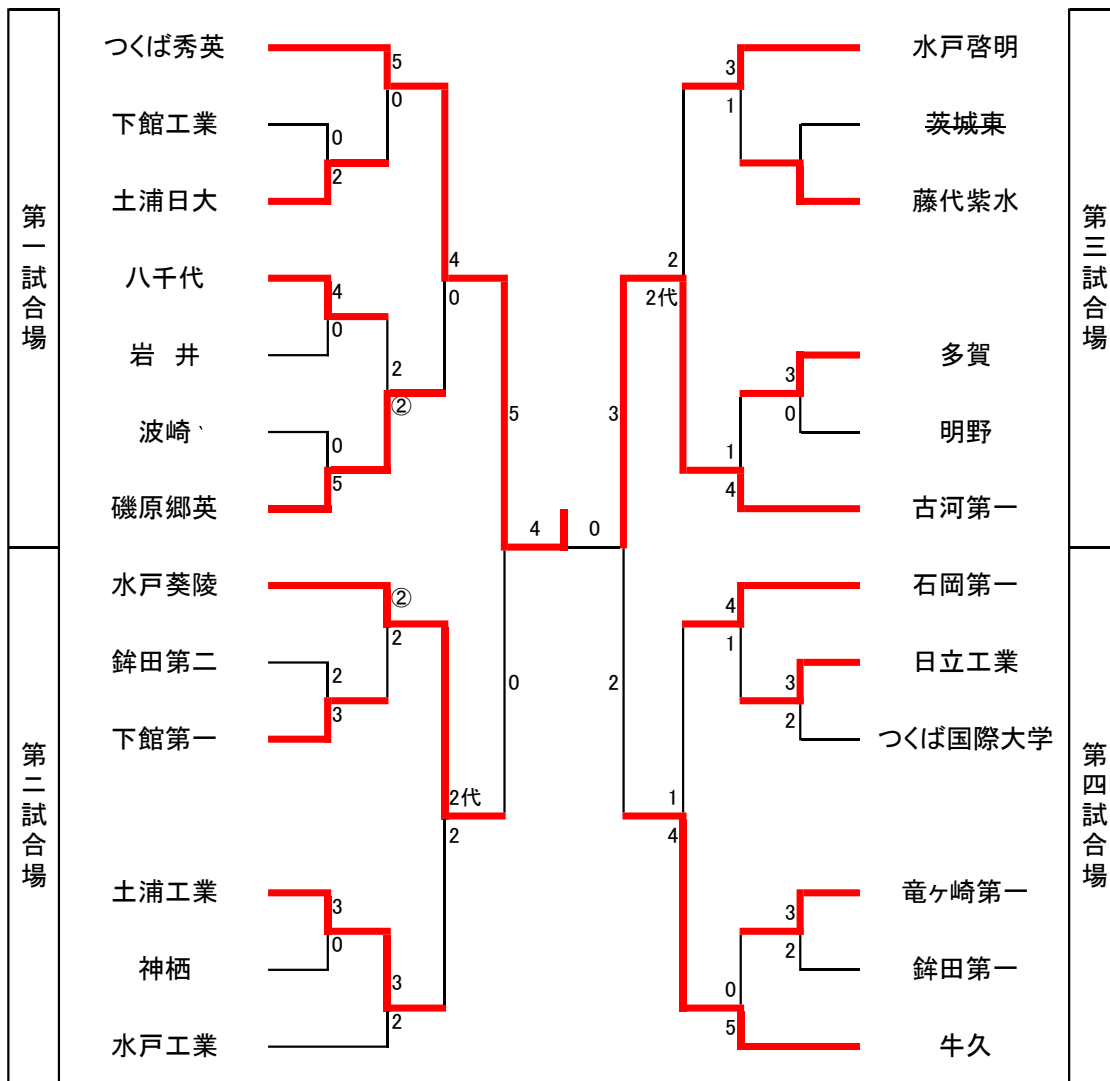 第一試合場
つくば秀英
5
0
下館工業
0
2
土浦日大
4
0
八千代
4
0
岩　井
2
②
波崎、
0
5
磯原郷英
5
4
0
第二試合場
水戸葵陵
②
2
鉾田第二
2
3
下館第一
0
2代
2
土浦工業
3
0
神栖
3
2
水戸工業
第三試合場
水戸啓明
3
1
茨城東
藤代紫水
2
2代
多賀
3
0
明野
1
4
古河第一
3
第四試合場
石岡第一
4
1
日立工業
3
2
つくば国際大学
2
1
4
竜ヶ崎第一
3
2
鉾田第一
0
5
牛久